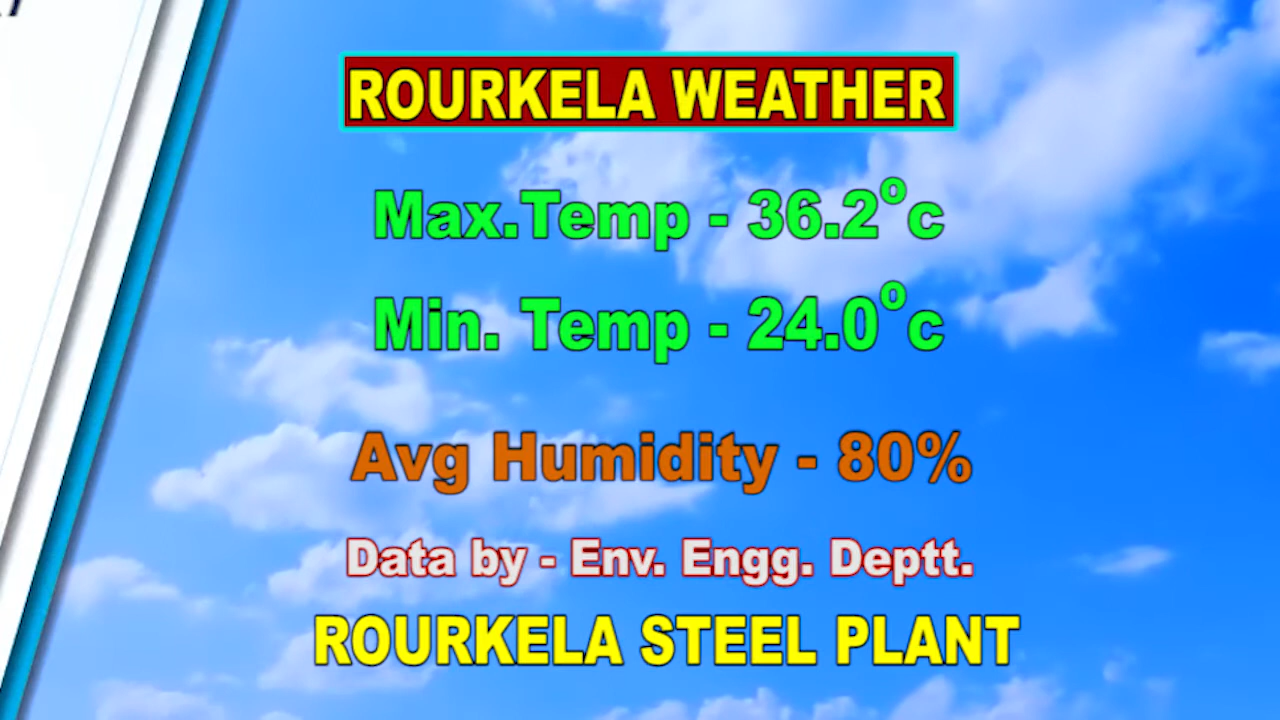 ROURKELA WEATHER
Max.Temp - 36.2°c
Min. Temp - 24.0°c
Avg Humidity - 80%
Data by - Env. Engg. Deptt.
ROURKELA STEEL PLANT